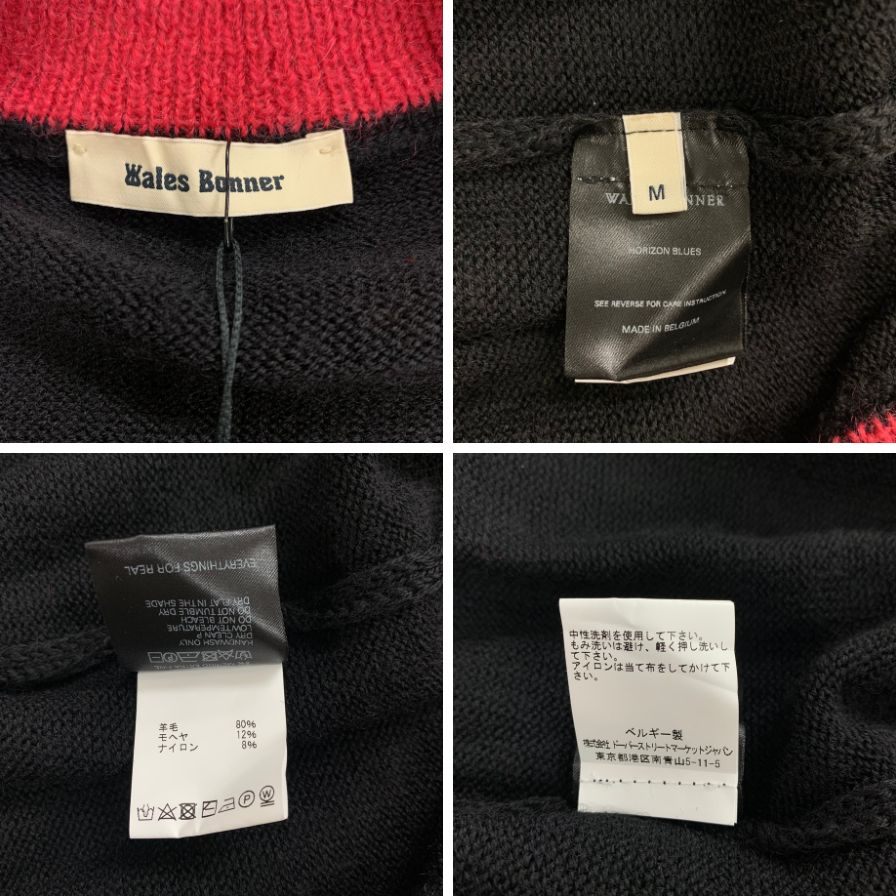 Wales Bonner
M
WALES BONNER
HORIZON BLUES
SEE REVERSE FOR CARE INSTRUCTION
MADE IN BELGIUM
HANDWASH ONLY
DRY CLEAN P
LOW TEMPERATURE
DO NOT BLEACH
DO NOT TUMBLE DRY
DRY FLAT IN THE SHADE
EVERYTHINGS FOR REAL
羊毛 80%
モヘヤ 12%
ナイロン 8%
中性洗剤を使用して下さい。
もみ洗いは避け、軽く押し洗いし
て下さい。
アイロンは当て布をしてかけて下
さい。
ベルギー製
株式会社 ドーバーストリートマーケットジャパン
東京都港区南青山5-11-5